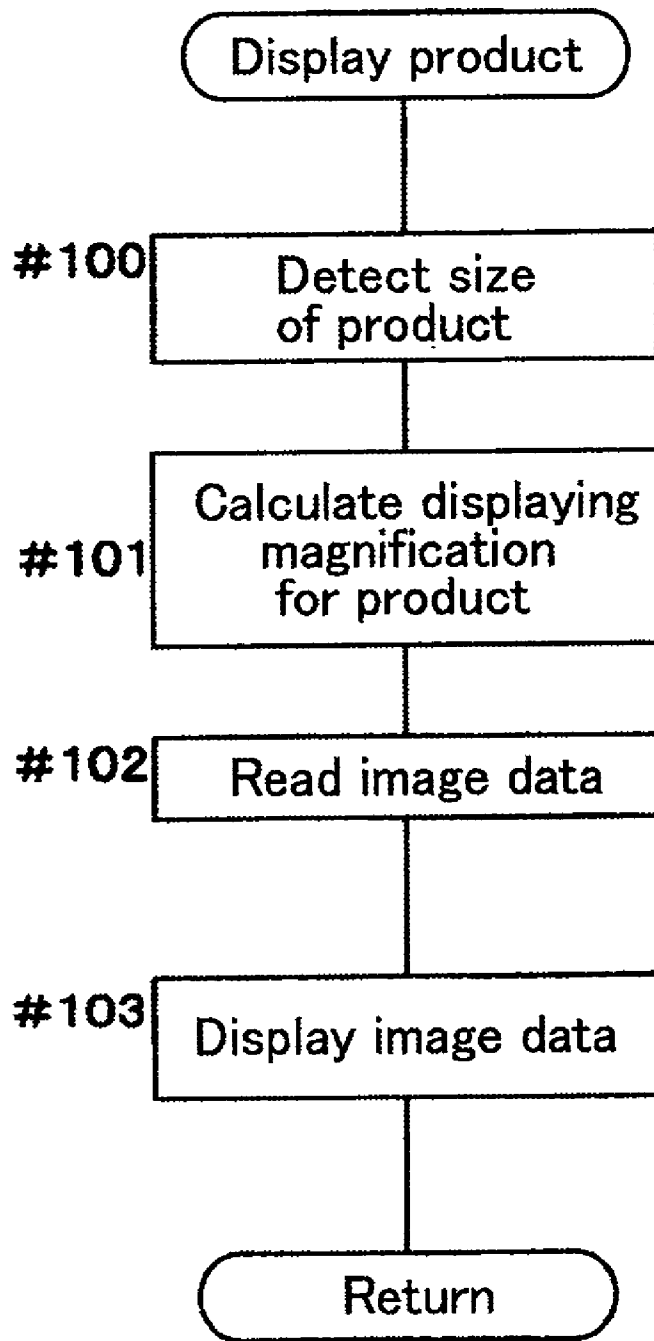 Display product
#100
Detect size
of product
#101
Calculate displaying
magnification
for product
#102
Read image data
#103
Display image data
Return